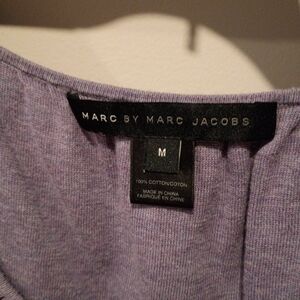 MARC BY MARC JACOBS
M
100% COTTON/COTON
MADE IN CHINA
FABRIQUÉ EN CHINE